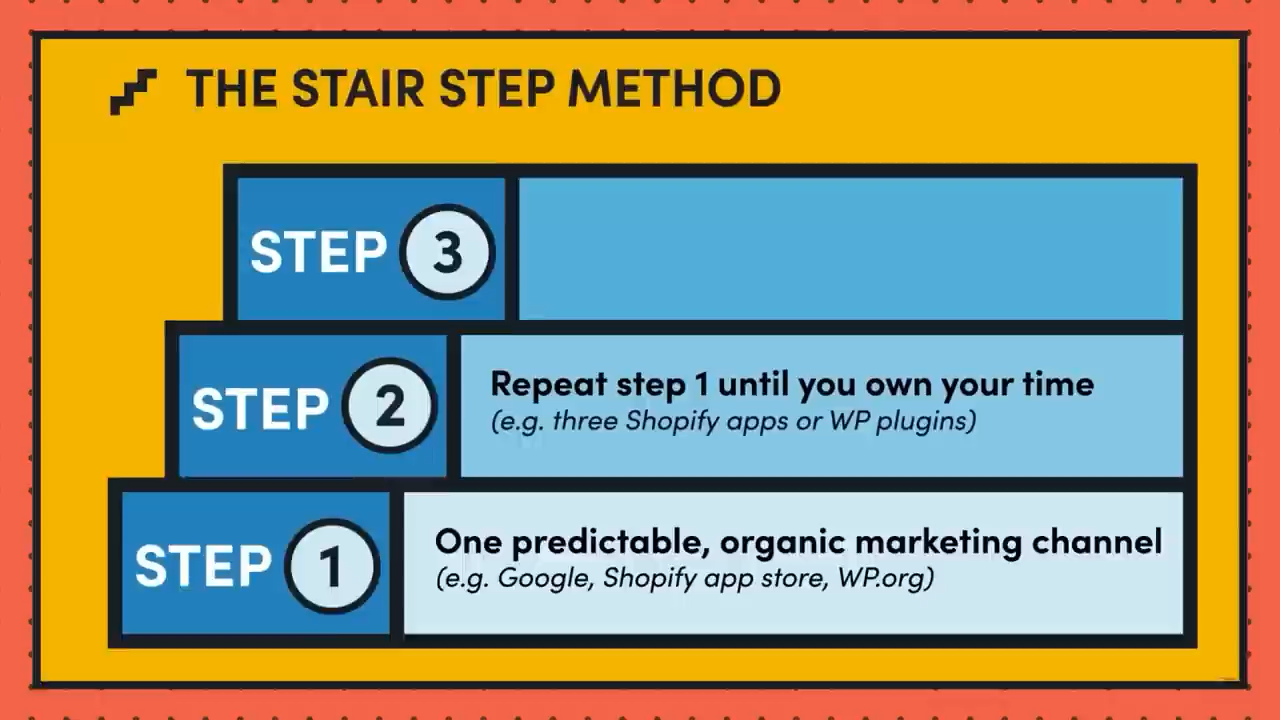 THE STAIR STEP METHOD
STEP 3
STEP 2
Repeat step 1 until you own your time
(e.g. three Shopify apps or WP plugins)
STEP 1
One predictable, organic marketing channel
(e.g. Google, Shopify app store, WP.org)